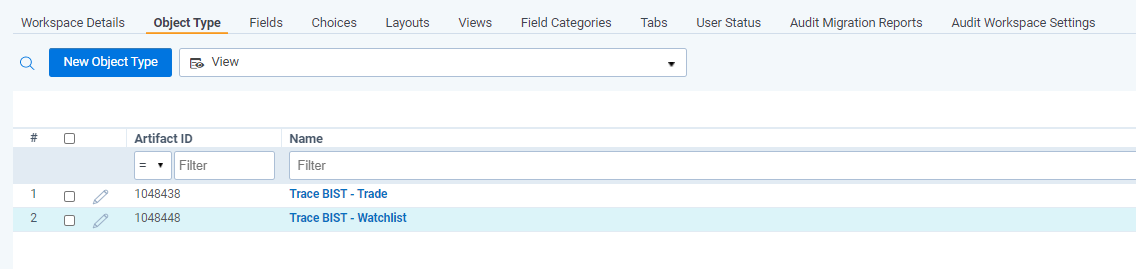 Workspace Details Object Type Fields Choices Layouts Views Field Categories Tabs User Status Audit Migration Reports Audit Workspace Settings
New Object Type View
# Artifact ID Name
= Filter Filter
1 1048438 Trace BIST - Trade
2 1048448 Trace BIST - Watchlist